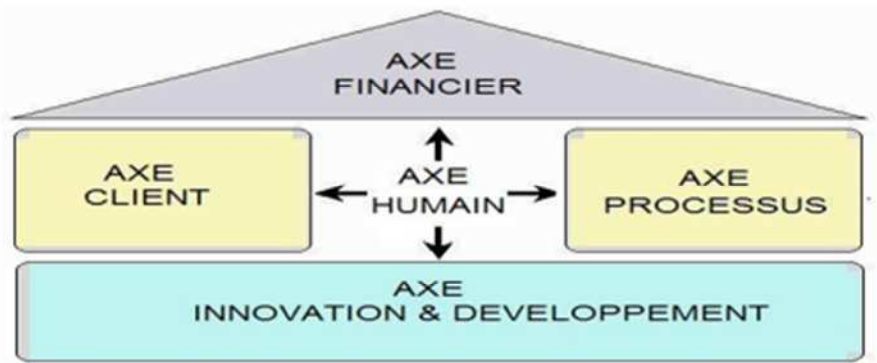 AXE
FINANCIER
AXE
CLIENT
AXE
HUMAIN
AXE
PROCESSUS
AXE
INNOVATION & DEVELOPPEMENT